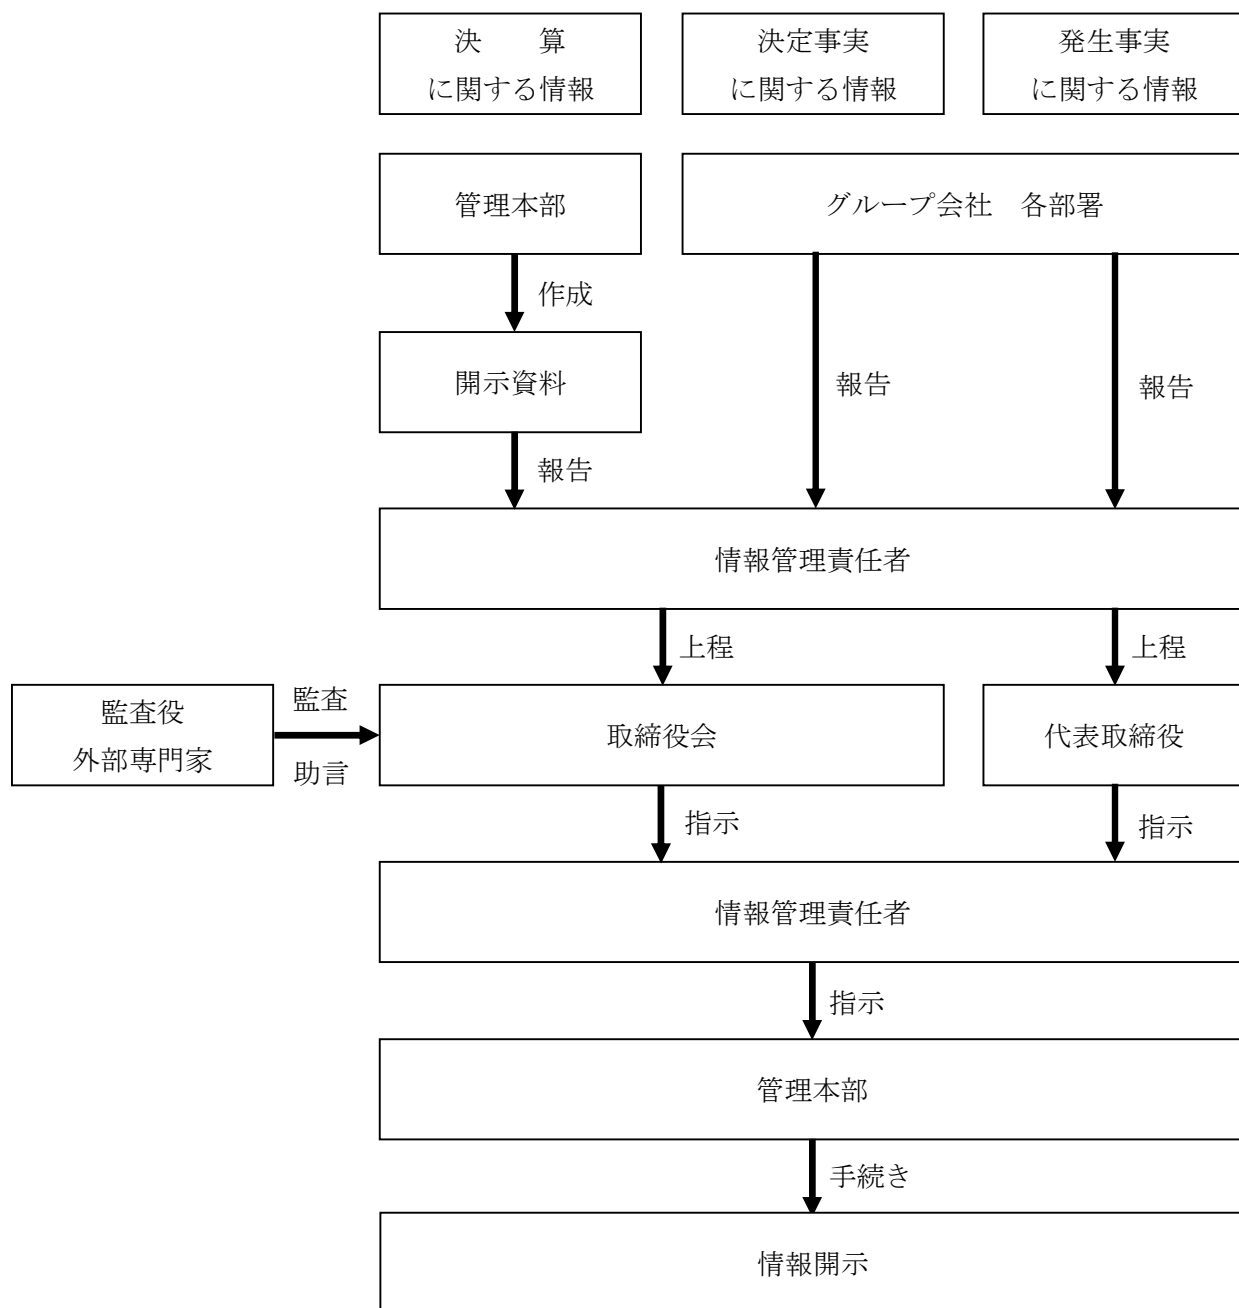 決　　算
に関する情報
決定事実
に関する情報
発生事実
に関する情報
管理本部
グループ会社　各部署
作成
開示資料
報告
報告
報告
情報管理責任者
上程
上程
監査役
外部専門家
監査
助言
取締役会
代表取締役
指示
指示
情報管理責任者
指示
管理本部
手続き
情報開示